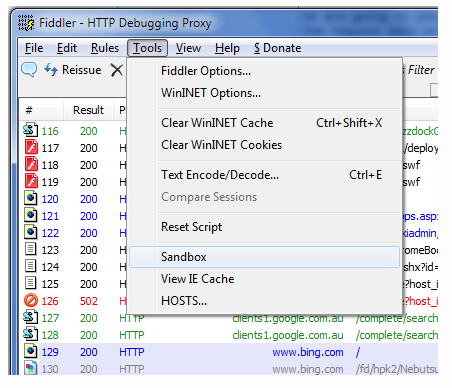 Fiddler - HTTP Debugging Proxy
File Edit Rules Tools View Help $ Donate
Reissue Filter
Fiddler Options...
WinINET Options...
Clear WinINET Cache Ctrl+Shift+X
Clear WinINET Cookies
Text Encode/Decode... Ctrl+E
Compare Sessions
Reset Script
Sandbox
View IE Cache
HOSTS...
# Result
116 200 H
117 200 H /deploy
118 200 H swf
119 200 H swf
120 200 H
121 200 H ops.asp
122 200 H kiadmin,
123 200 H romeBoo
124 200 H shx?id=
125 200 H e?host_i
126 502 H e?host_i
127 200 HTTP clients1.google.com.au /complete/search
128 200 HTTP clients1.google.com.au /complete/search
129 200 HTTP www.bing.com /
130 200 HTTP www.bing.com /fd/hpk2/Nebutsu